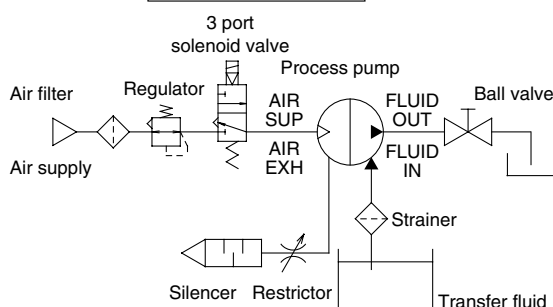 3 port
solenoid valve
Process pump
Regulator
Air filter
AIR
SUP
FLUID
OUT
Ball valve
Air supply
AIR
EXH
FLUID
IN
Strainer
Silencer
Restrictor
Transfer fluid